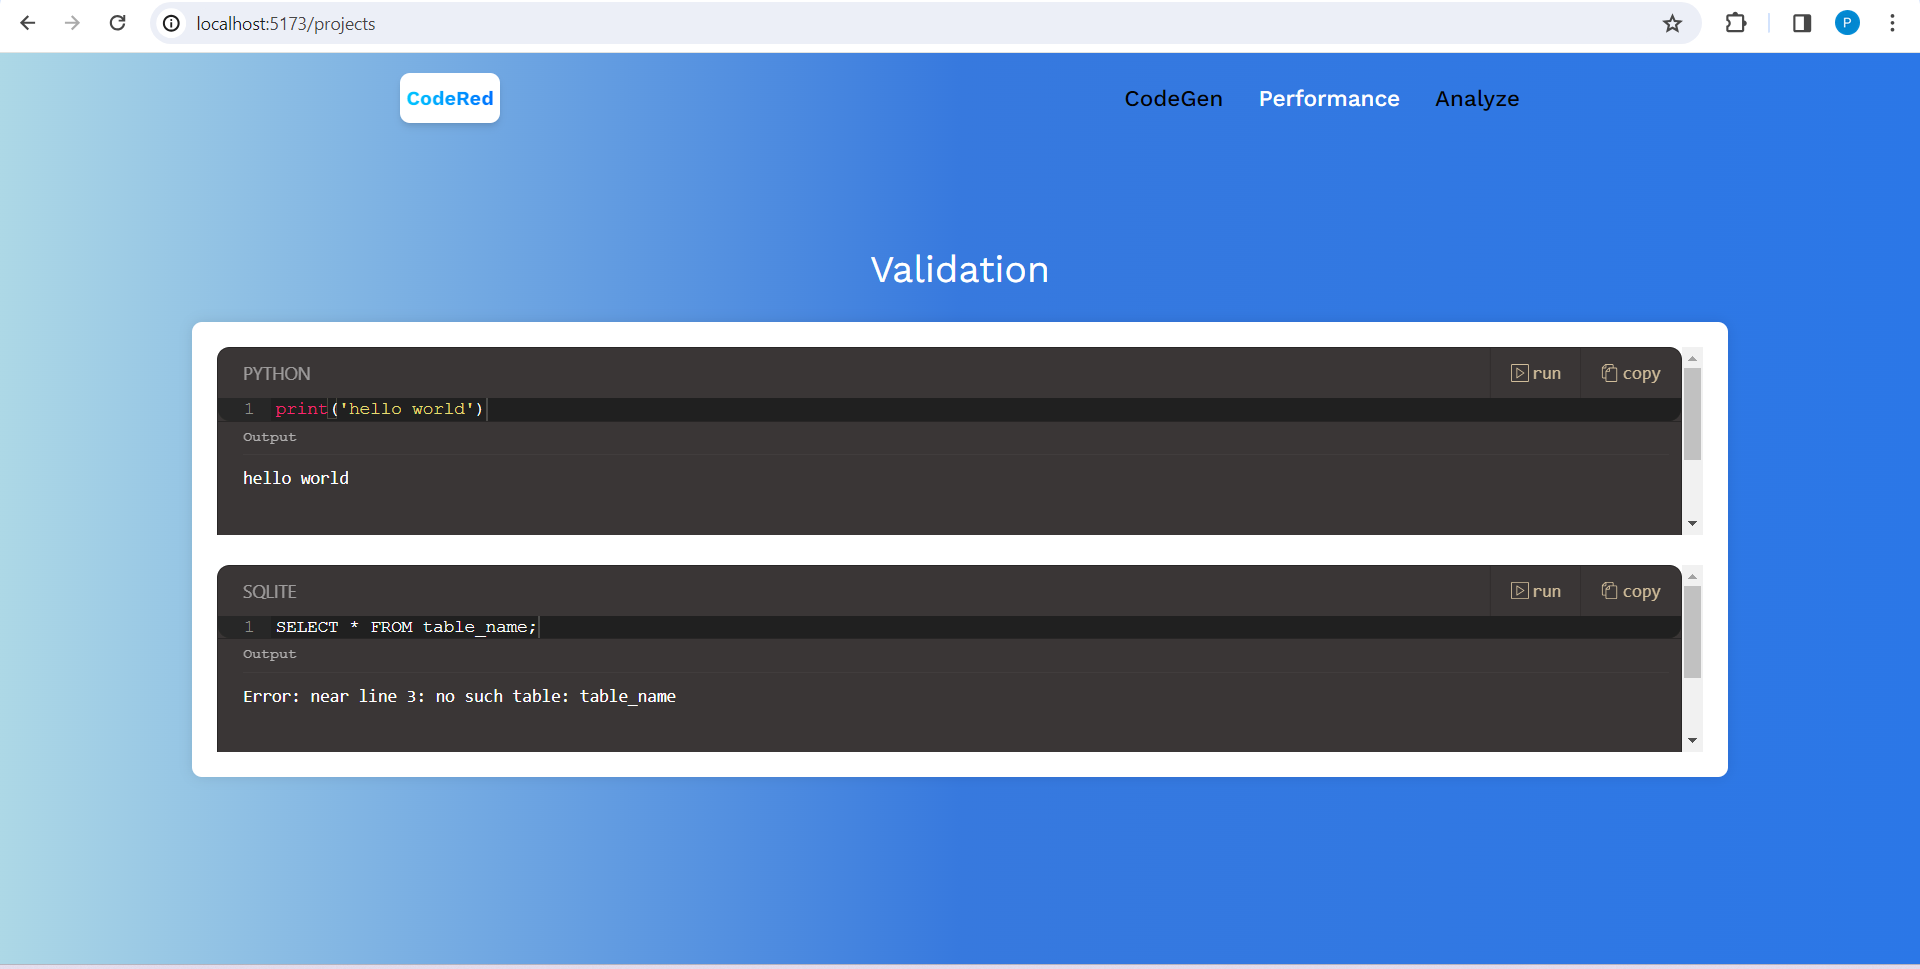 localhost:5173/projects
P
CodeRed
CodeGen Performance Analyze
Validation
PYTHON run copy
1 print('hello world')
Output
hello world
SQLITE run copy
1 SELECT * FROM table_name;
Output
Error: near line 3: no such table: table_name